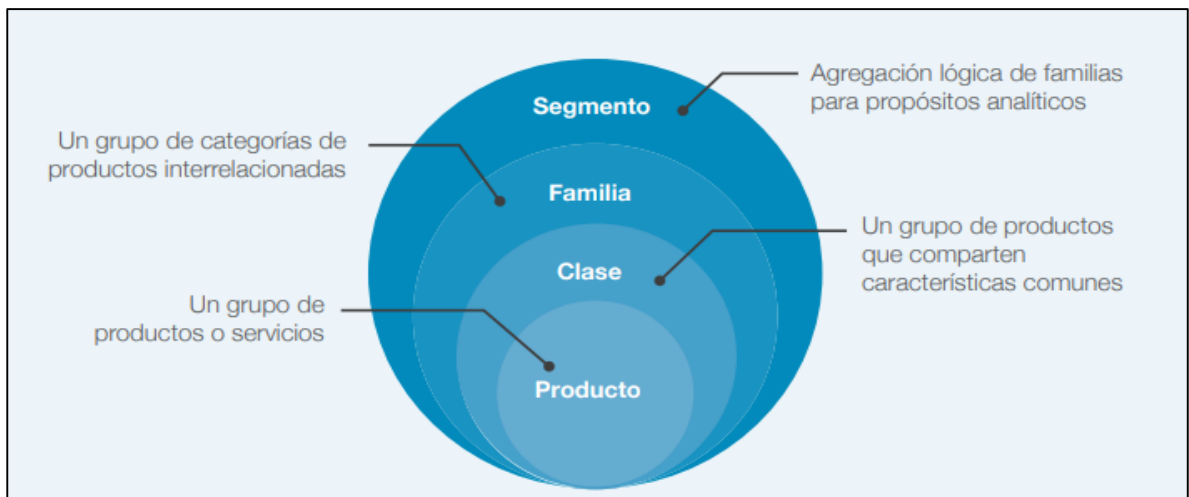 Segmento
Agregación lógica de familias
para propósitos analíticos
Un grupo de categorías de
productos interrelacionadas
Familia
Un grupo de productos
que comparten
características comunes
Clase
Un grupo de
productos o servicios
Producto